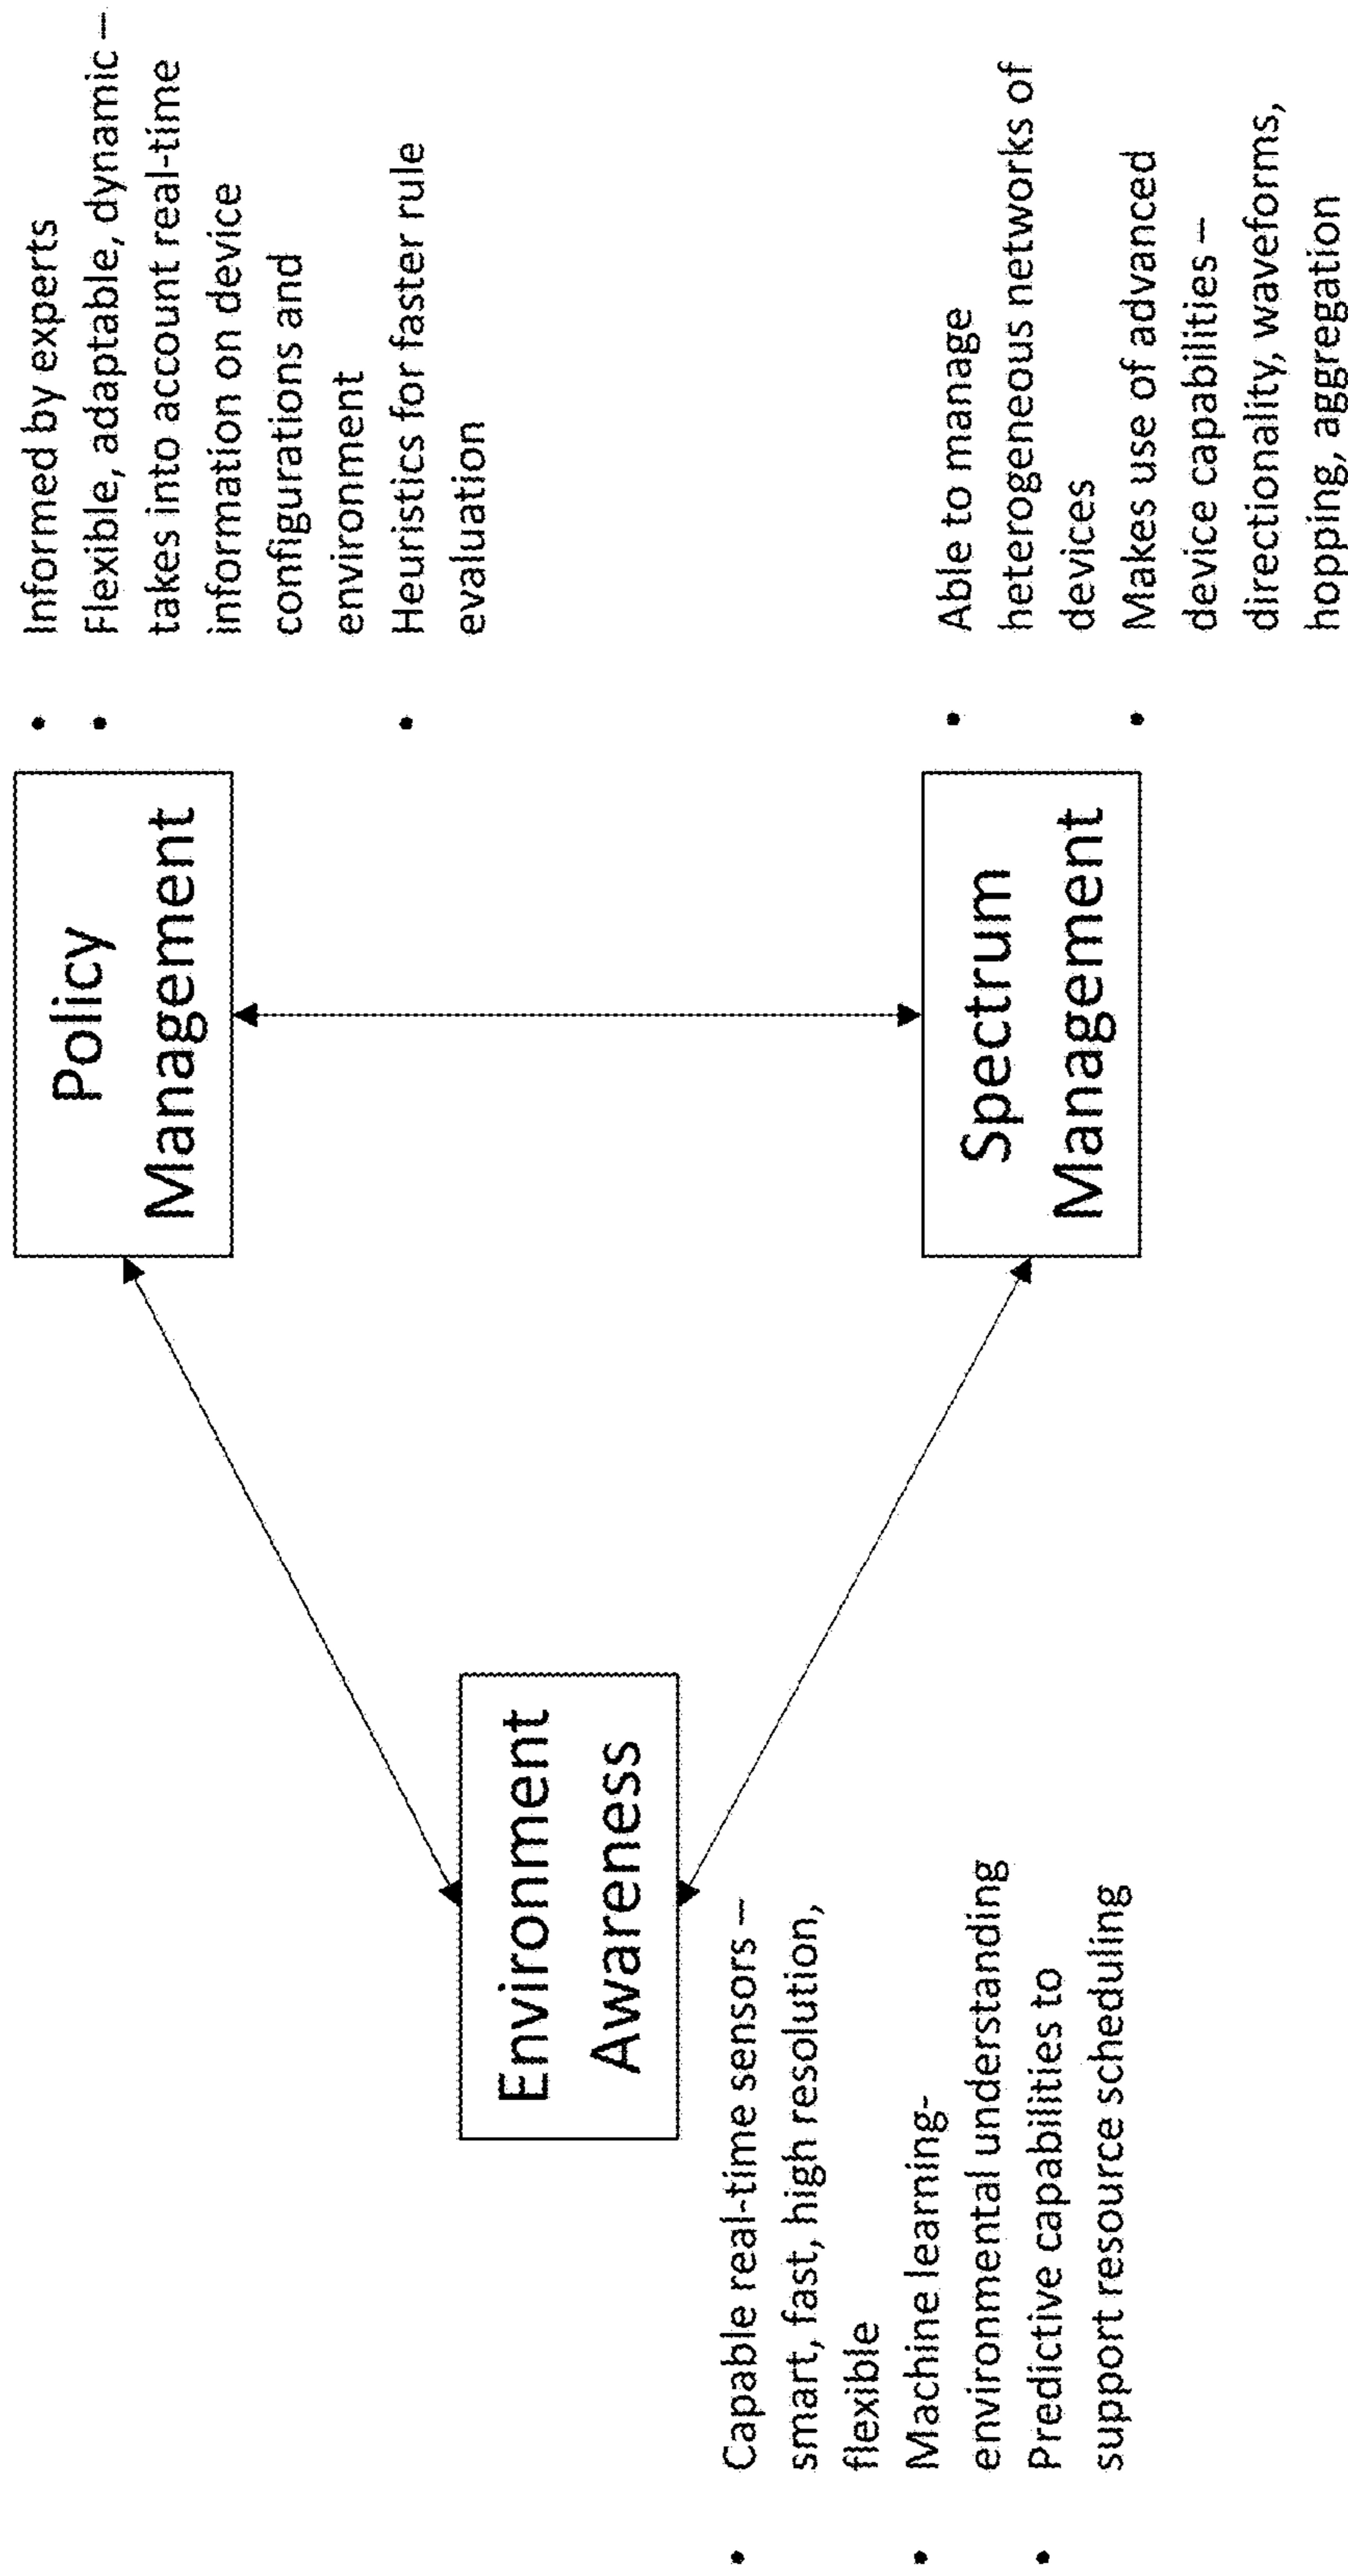 Environment
Awareness
• Capable real-time sensors –
smart, fast, high resolution,
flexible
• Machine learning-
environmental understanding
• Predictive capabilities to
support resource scheduling
Policy
Management
• Informed by experts
• Flexible, adaptable, dynamic –
takes into account real-time
information on device
configurations and
environment
• Heuristics for faster rule
evaluation
Spectrum
Management
• Able to manage
heterogeneous networks of
devices
• Makes use of advanced
device capabilities –
directionality, waveforms,
hopping, aggregation